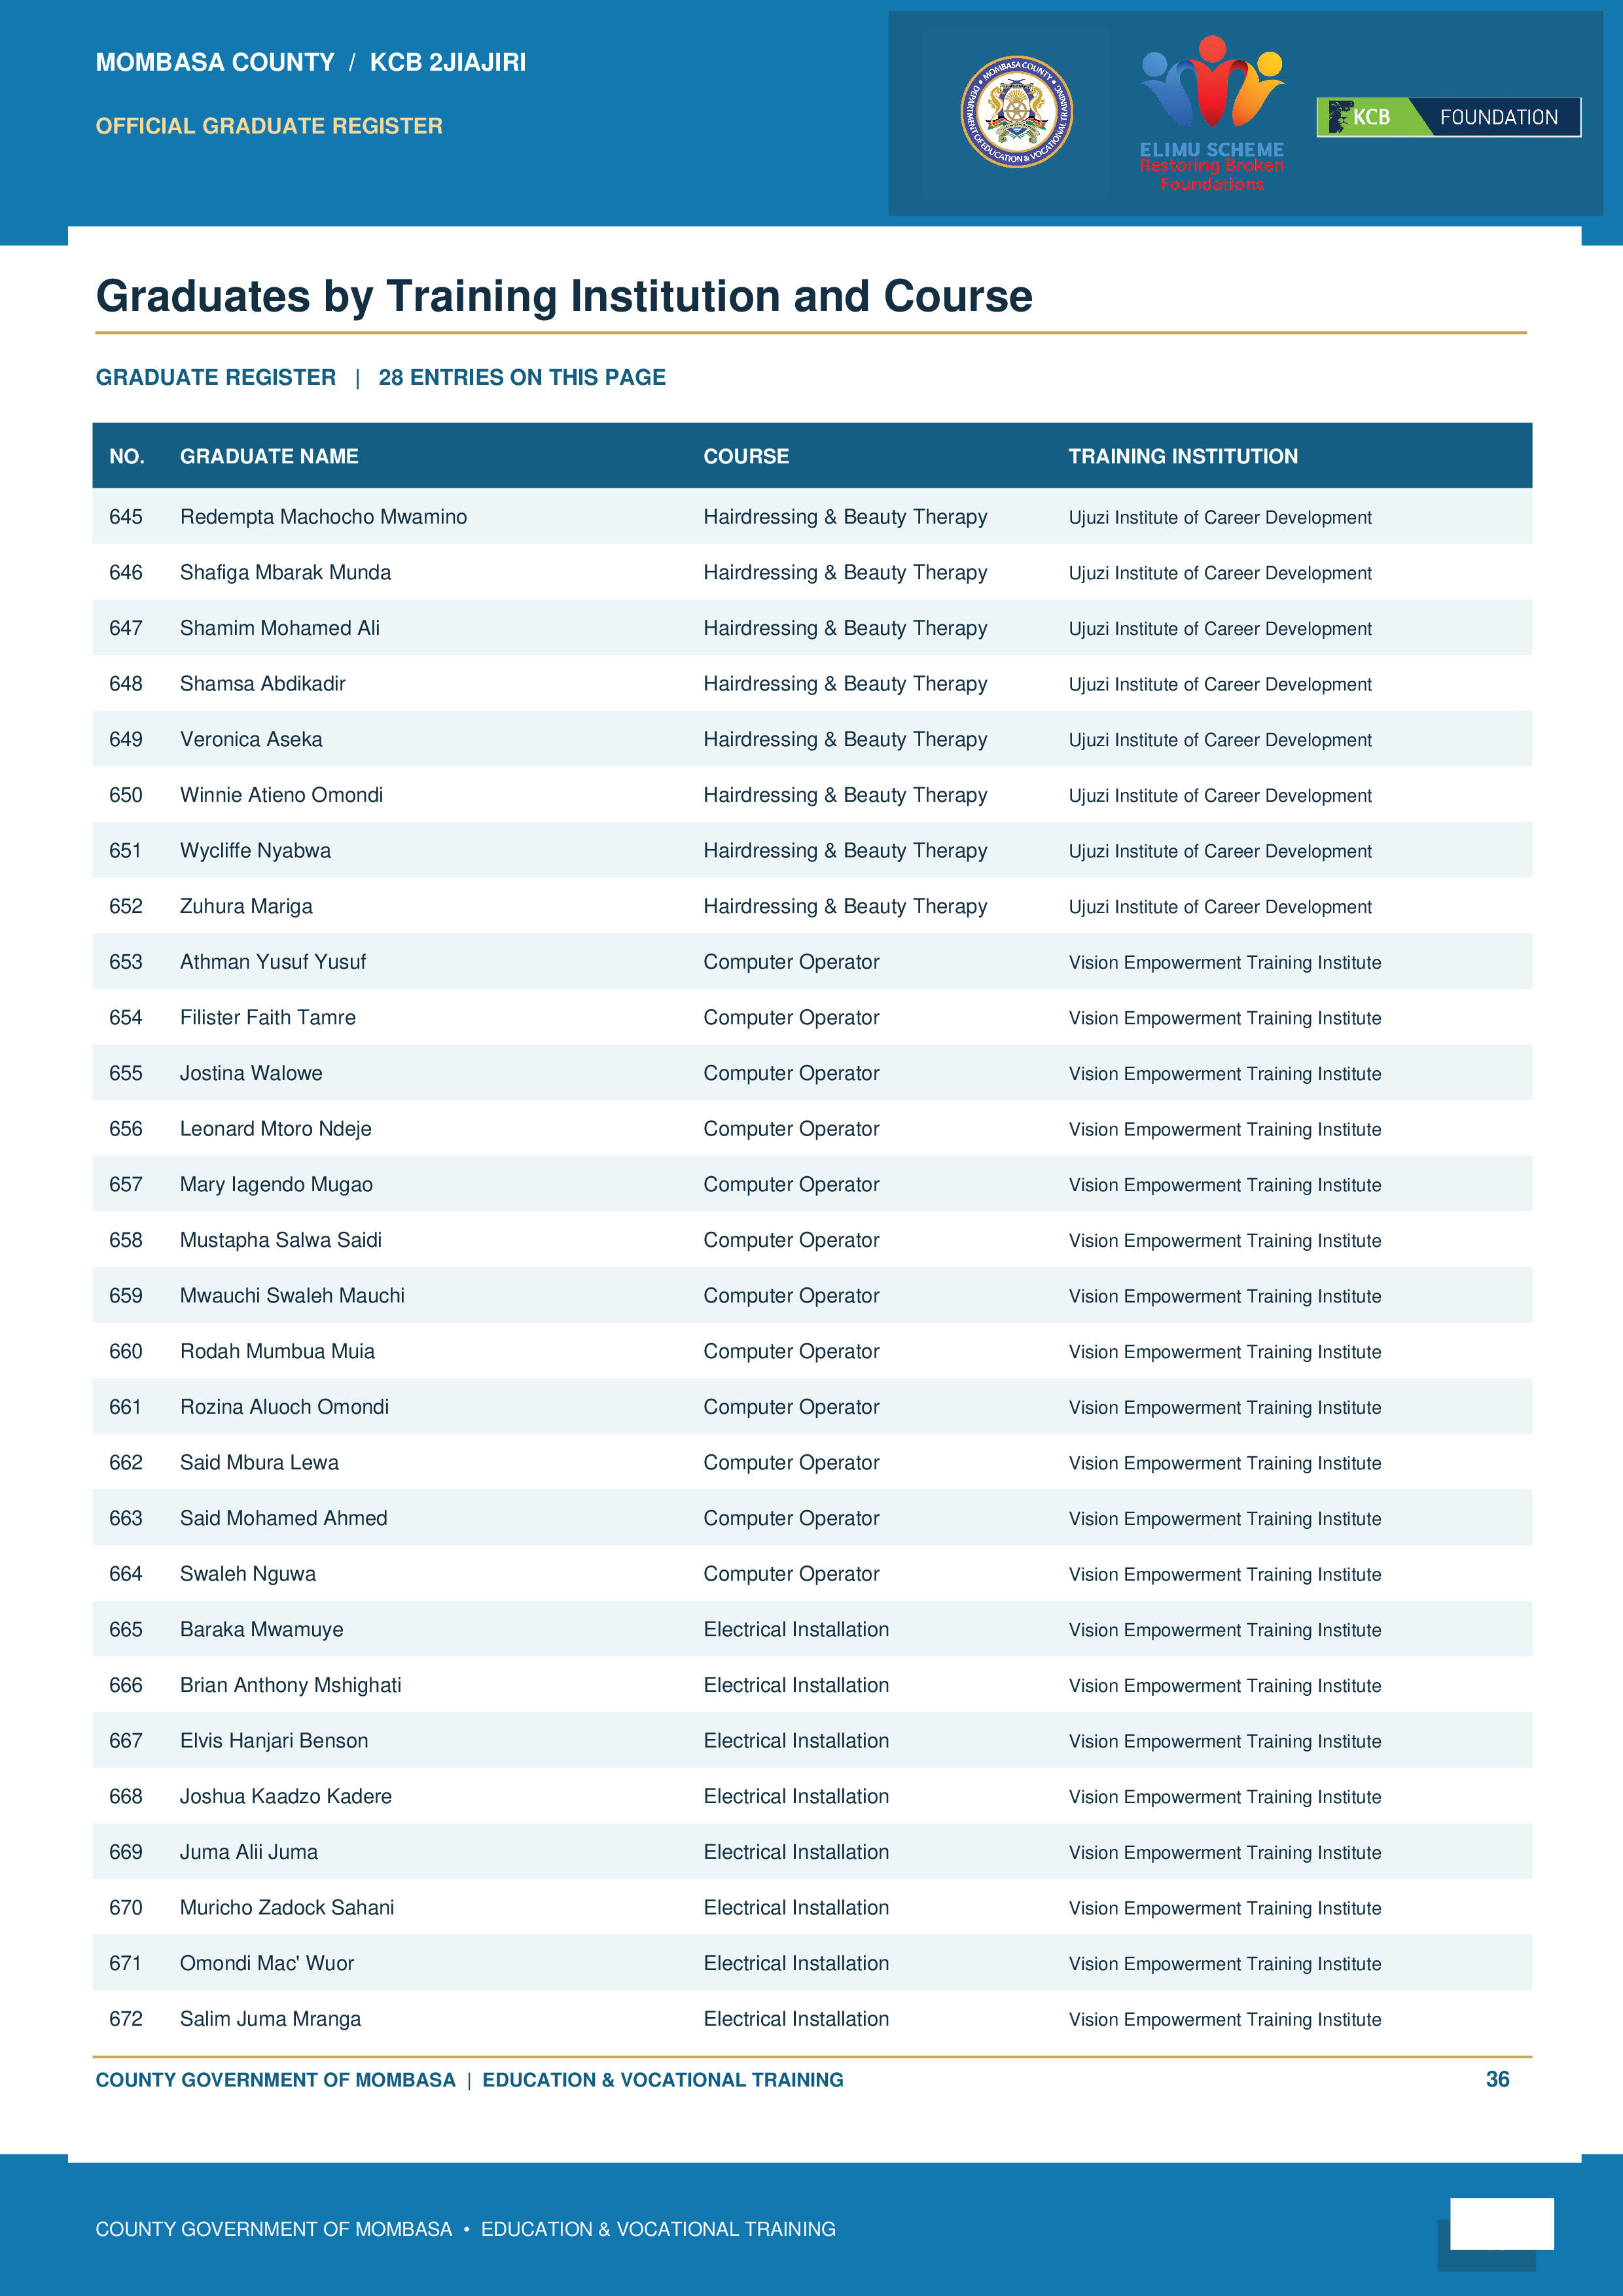 MOMBASA COUNTY / KCB 2JIAJIRI
OFFICIAL GRADUATE REGISTER
MOMBASA COUNTY
DEPARTMENT OF EDUCATION & VOCATIONAL TRAINING
ELIMU SCHEME
Restoring Broken
Foundations
KCB FOUNDATION
Graduates by Training Institution and Course
GRADUATE REGISTER | 28 ENTRIES ON THIS PAGE
NO. GRADUATE NAME COURSE TRAINING INSTITUTION
645 Redempta Machocho Mwamino Hairdressing & Beauty Therapy Ujuzi Institute of Career Development
646 Shafiga Mbarak Munda Hairdressing & Beauty Therapy Ujuzi Institute of Career Development
647 Shamim Mohamed Ali Hairdressing & Beauty Therapy Ujuzi Institute of Career Development
648 Shamsa Abdikadir Hairdressing & Beauty Therapy Ujuzi Institute of Career Development
649 Veronica Aseka Hairdressing & Beauty Therapy Ujuzi Institute of Career Development
650 Winnie Atieno Omondi Hairdressing & Beauty Therapy Ujuzi Institute of Career Development
651 Wycliffe Nyabwa Hairdressing & Beauty Therapy Ujuzi Institute of Career Development
652 Zuhura Mariga Hairdressing & Beauty Therapy Ujuzi Institute of Career Development
653 Athman Yusuf Yusuf Computer Operator Vision Empowerment Training Institute
654 Filister Faith Tamre Computer Operator Vision Empowerment Training Institute
655 Jostina Walowe Computer Operator Vision Empowerment Training Institute
656 Leonard Mtoro Ndeje Computer Operator Vision Empowerment Training Institute
657 Mary Iagendo Mugao Computer Operator Vision Empowerment Training Institute
658 Mustapha Salwa Saidi Computer Operator Vision Empowerment Training Institute
659 Mwauchi Swaleh Mauchi Computer Operator Vision Empowerment Training Institute
660 Rodah Mumbua Muia Computer Operator Vision Empowerment Training Institute
661 Rozina Aluoch Omondi Computer Operator Vision Empowerment Training Institute
662 Said Mbura Lewa Computer Operator Vision Empowerment Training Institute
663 Said Mohamed Ahmed Computer Operator Vision Empowerment Training Institute
664 Swaleh Nguwa Computer Operator Vision Empowerment Training Institute
665 Baraka Mwamuye Electrical Installation Vision Empowerment Training Institute
666 Brian Anthony Mshighati Electrical Installation Vision Empowerment Training Institute
667 Elvis Hanjari Benson Electrical Installation Vision Empowerment Training Institute
668 Joshua Kaadzo Kadere Electrical Installation Vision Empowerment Training Institute
669 Juma Alii Juma Electrical Installation Vision Empowerment Training Institute
670 Muricho Zadock Sahani Electrical Installation Vision Empowerment Training Institute
671 Omondi Mac' Wuor Electrical Installation Vision Empowerment Training Institute
672 Salim Juma Mranga Electrical Installation Vision Empowerment Training Institute
COUNTY GOVERNMENT OF MOMBASA | EDUCATION & VOCATIONAL TRAINING 36
COUNTY GOVERNMENT OF MOMBASA • EDUCATION & VOCATIONAL TRAINING